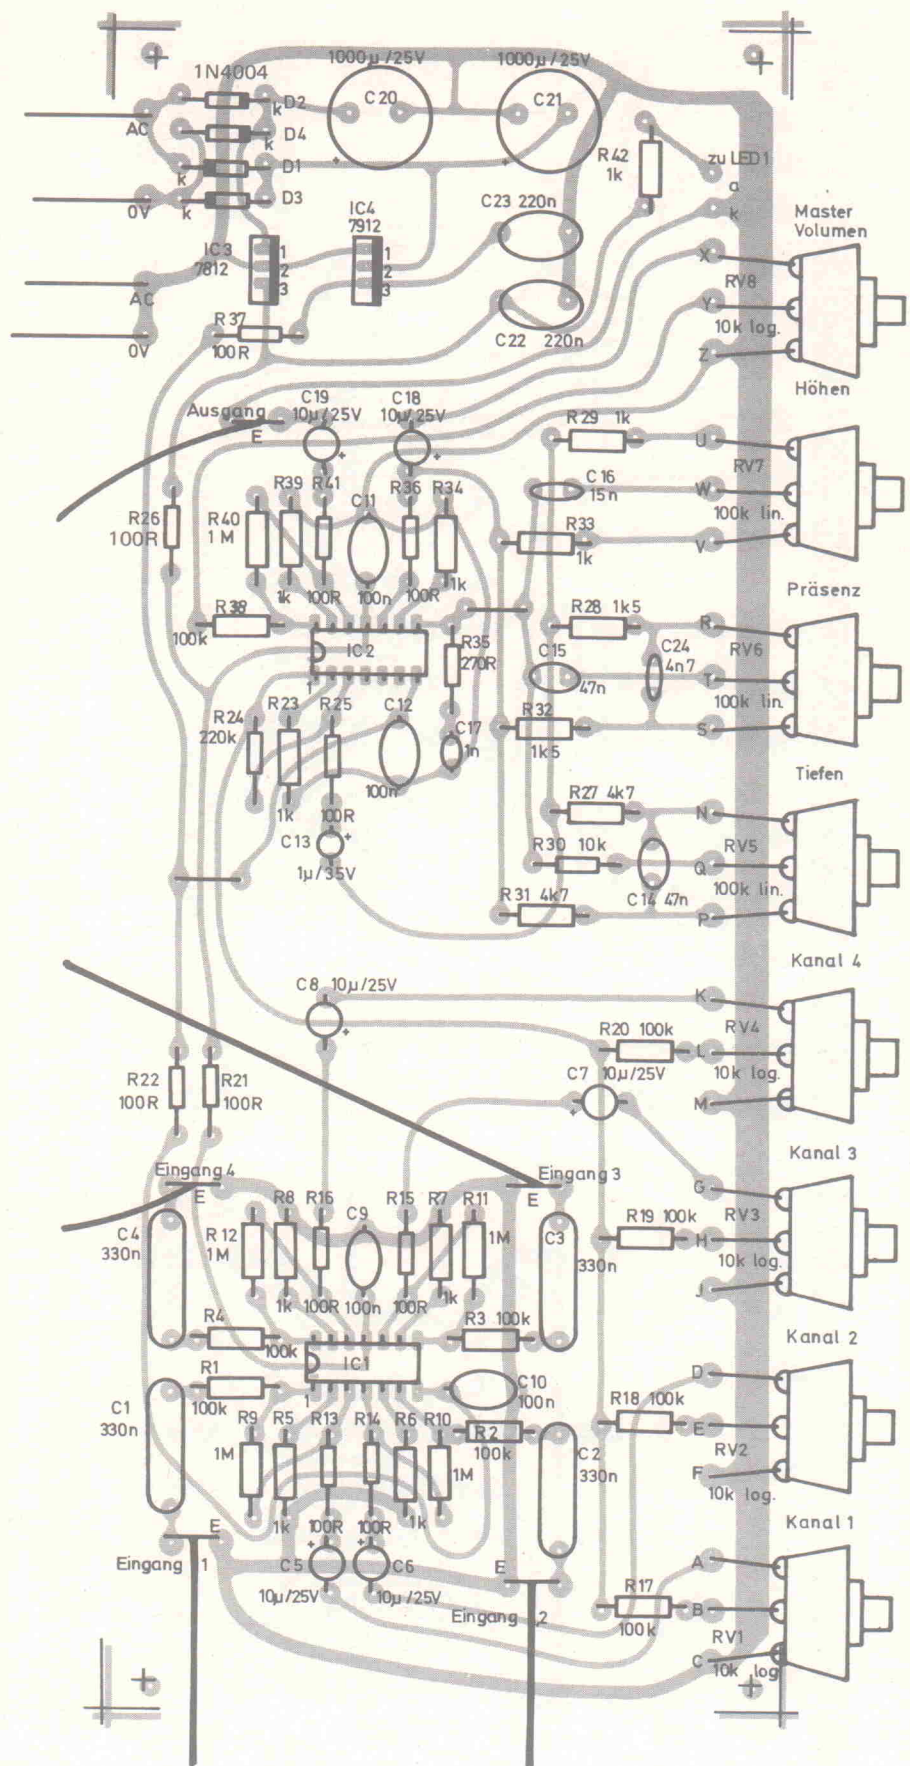 1000µ/25V 1000µ/25V
1N4004
k D2 C20 C21
AC D4
k
k D1 R42 zu LED1
1k a
0V k D3 IC4 C23 220n k
7912 Master
Volumen
IC3 1 1 X
7812 2 2 RV8
3 3 Y
AC 10k log.
R37 C22 220n
0V 100R Z
Höhen
C19 C18
Ausgang 10µ/25V 10µ/25V R29 1k
E + + U
RV7
R39 R41 C11 R36 R34 C16 W
15n
R26 R40 R33 100k lin.
100R 1M 1k V
1k 100R 100n 100R 1k Präsenz
R38 R28 1k5 R
100k C24 RV6
IC2 R35 C15 4n7
270R 47n T
1 R32 100k lin.
R24 R23 R25 C12 C17 S
220k 1n 1k5
Tiefen
100n R27 4k7 N
1k 100R
C13 + R30 10k RV5
1µ/35V Q
100k lin.
R31 4k7 C14 47n P
Kanal 4
C8 10µ/25V K
+ R20 100k RV4
L
R22 R21 C7 10µ/25V 10k log.
100R 100R + M
Kanal 3
Eingang 4 Eingang 3
E E G
R8 R16 C9 R15 R7 R11
C4 R12 1M C3 R19 100k RV3
330n 1M 330n H
10k log.
1k 100R 100n 100R 1k J
R4 R3 100k
100k Kanal 2
IC1 D
R1 C10
1 100n
100k R18 100k
C1 R9 R5 R13 R14 R6 R10 R2 E
330n 1M 1M 100k C2 RV2
330n F
10k log.
1k 100R 100R 1k Kanal 1
E + +
Eingang 1 C5 C6 E A
10µ/25V 10µ/25V R17
Eingang 2 B
100k RV1
C 10k log